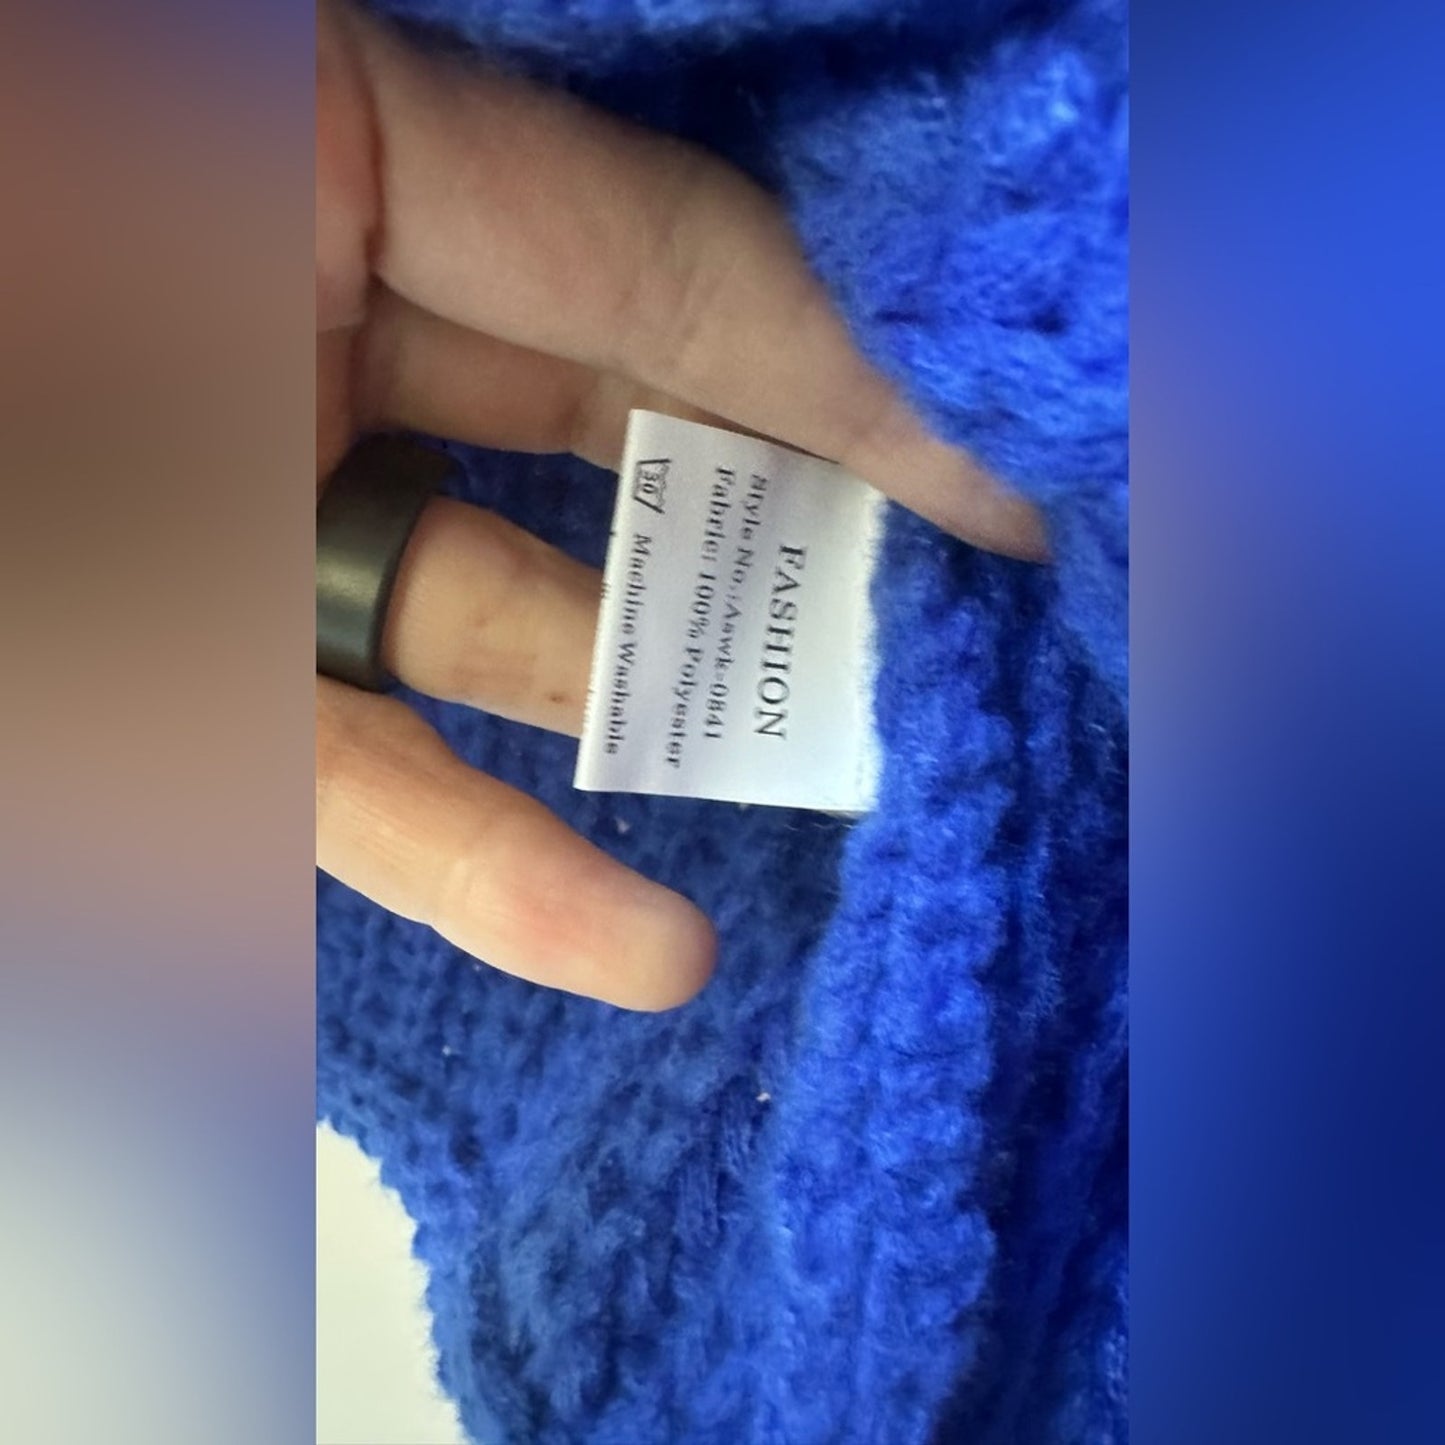 FASHION
Style No.:Aswk-0841
Fabric: 100% Polyester
30
Machine Washable